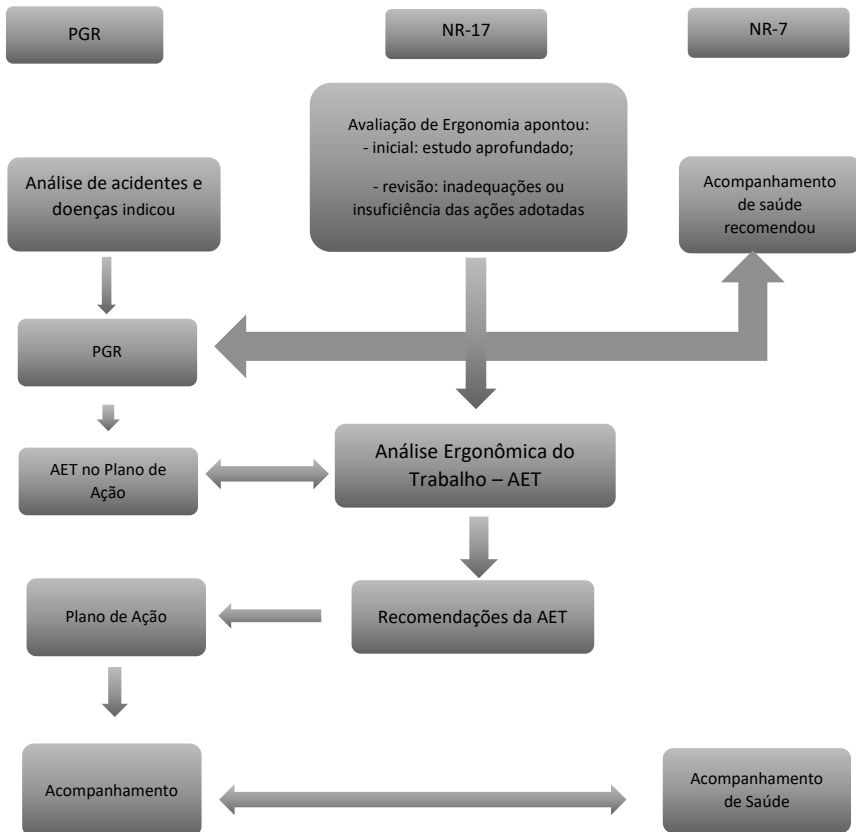 PGR
NR-17
NR-7
Avaliação de Ergonomia apontou:
- inicial: estudo aprofundado;
- revisão: inadequações ou
insuficiência das ações adotadas
Análise de acidentes e
doenças indicou
Acompanhamento
de saúde
recomendou
PGR
AET no Plano de
Ação
Análise Ergonômica do
Trabalho – AET
Plano de Ação
Recomendações da AET
Acompanhamento
Acompanhamento
de Saúde